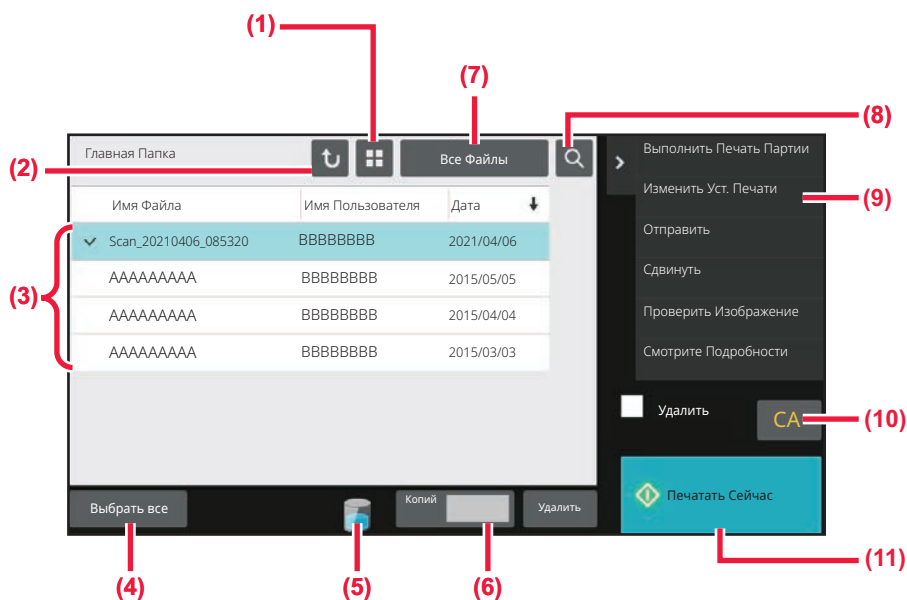 (1)
(7)
(8)
(2)
Главная Папка
Все Файлы
Выполнить Печать Партии
Изменить Уст. Печати
(9)
Имя Файла Имя Пользователя Дата
Отправить
(3)
Scan_20210406_085320 BBBBBBBB 2021/04/06
Сдвинуть
AAAAAAAAA BBBBBBBB 2015/05/05
AAAAAAAAA BBBBBBBB 2015/04/04
Проверить Изображение
AAAAAAAAA BBBBBBBB 2015/03/03
Смотрите Подробности
Удалить
CA
(10)
Выбрать все
Копий
Удалить
Печатать Сейчас
(4)
(5)
(6)
(11)